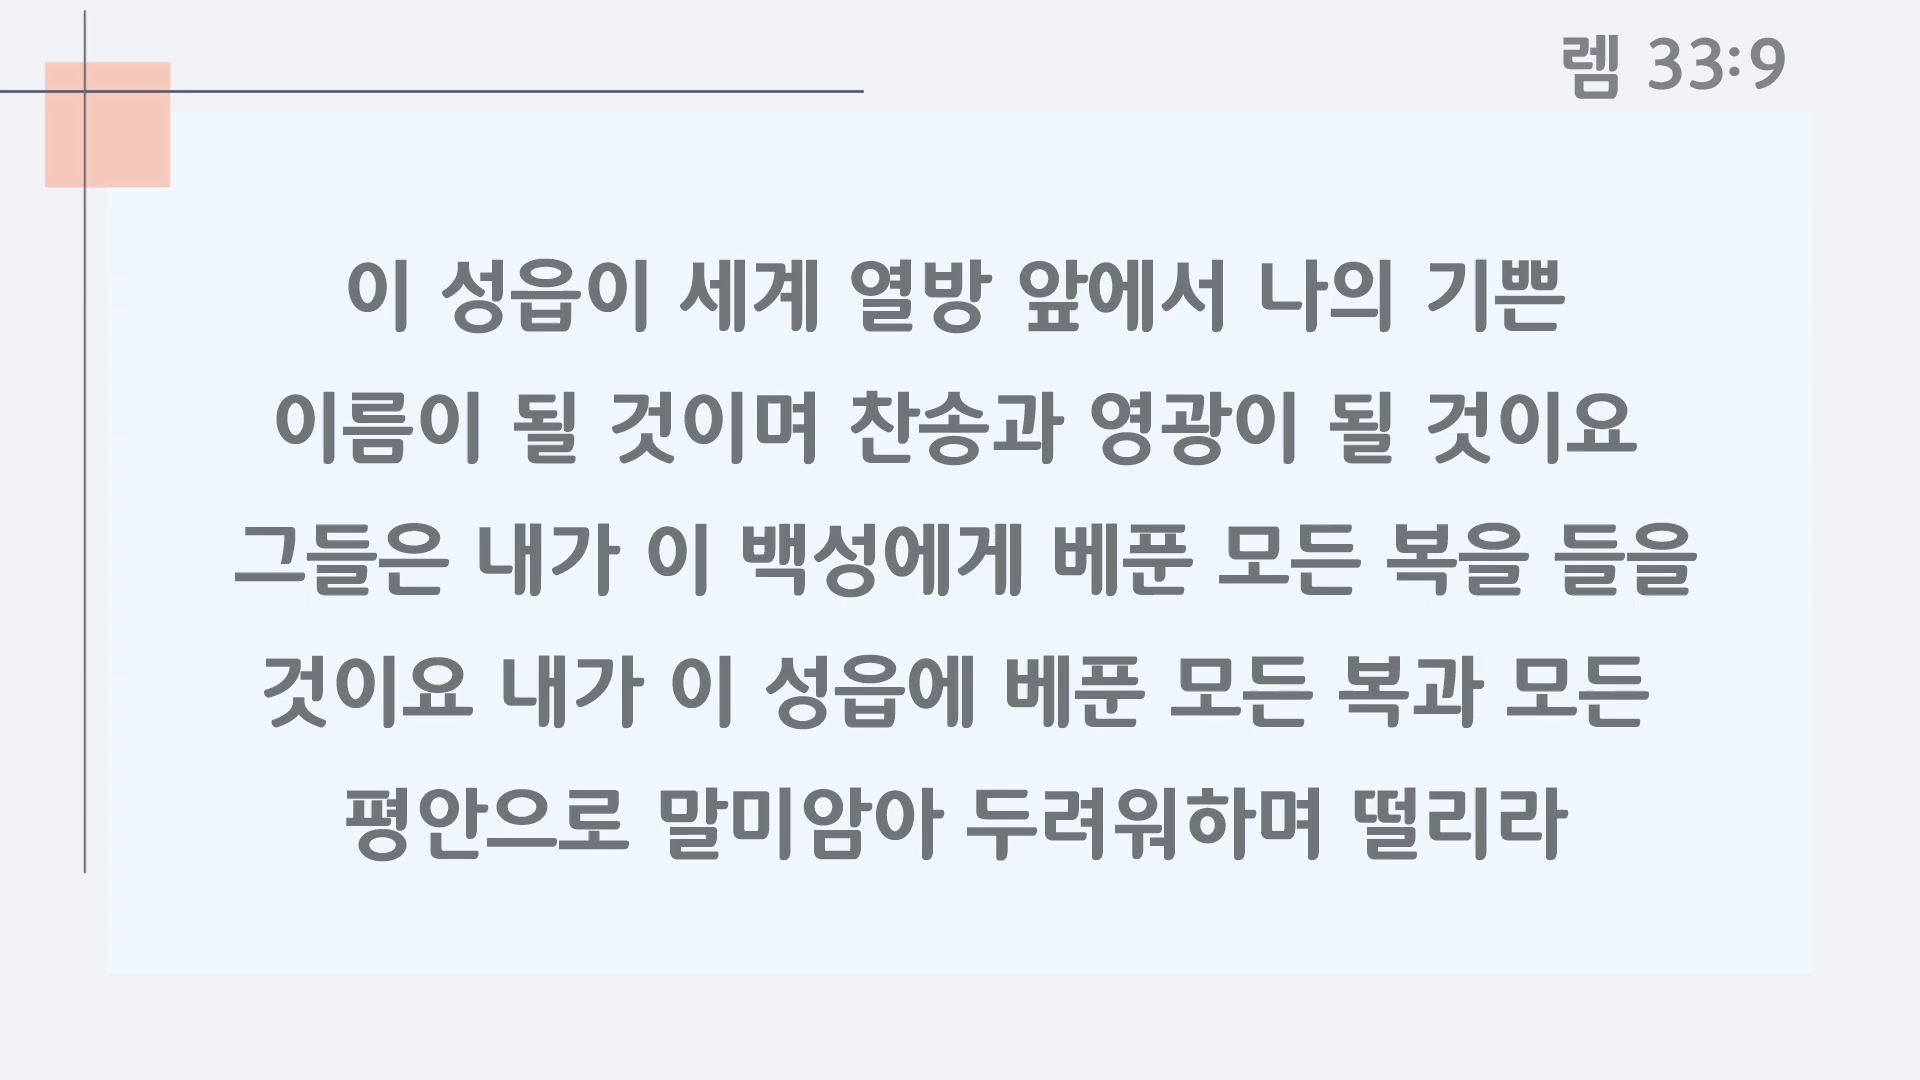 렘 33:9
이 성읍이 세계 열방 앞에서 나의 기쁜
이름이 될 것이며 찬송과 영광이 될 것이요
그들은 내가 이 백성에게 베푼 모든 복을 들을
것이요 내가 이 성읍에 베푼 모든 복과 모든
평안으로 말미암아 두려워하며 떨리라